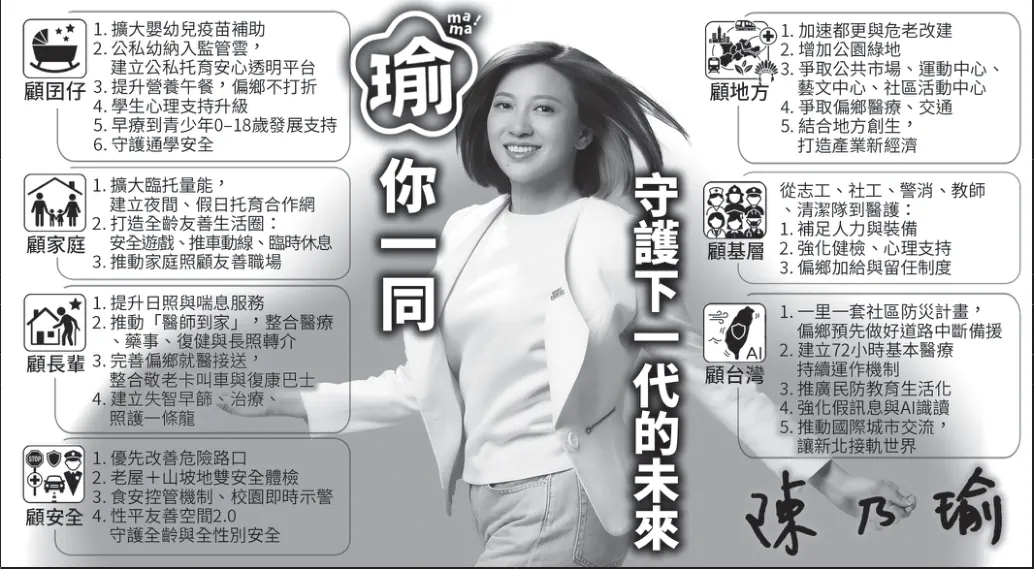 顧囝仔
1. 擴大嬰幼兒疫苗補助
2. 公私幼納入監管雲，
建立公私托育安心透明平台
3. 提升營養午餐，偏鄉不打折
4. 學生心理支持升級
5. 早療到青少年0–18歲發展支持
6. 守護通學安全
顧家庭
1. 擴大臨托量能，
建立夜間、假日托育合作網
2. 打造全齡友善生活圈：
安全遊戲、推車動線、臨時休息
3. 推動家庭照顧友善職場
顧長輩
1. 提升日照與喘息服務
2. 推動「醫師到家」，整合醫療
、藥事、復健與長照轉介
3. 完善偏鄉就醫接送，
整合敬老卡叫車與復康巴士
4. 建立失智早篩、治療、
照護一條龍
STOP
顧安全
1. 優先改善危險路口
2. 老屋＋山坡地雙安全體檢
3. 食安控管機制、校園即時示警
4. 性平友善空間2.0
守護全齡與全性別安全
mama!
瑜你一同
守護下一代的未來
顧地方
1. 加速都更與危老改建
2. 增加公園綠地
3. 爭取公共市場、運動中心、
藝文中心、社區活動中心
4. 爭取偏鄉醫療、交通
5. 結合地方創生，
打造產業新經濟
顧基層
從志工、社工、警消、教師
、清潔隊到醫護：
1. 補足人力與裝備
2. 強化健檢、心理支持
3. 偏鄉加給與留任制度
AI
顧台灣
1. 一里一套社區防災計畫，
偏鄉預先做好道路中斷備援
2. 建立72小時基本醫療
持續運作機制
3. 推廣民防教育生活化
4. 強化假訊息與AI識讀
5. 推動國際城市交流，
讓新北接軌世界
陳乃瑜